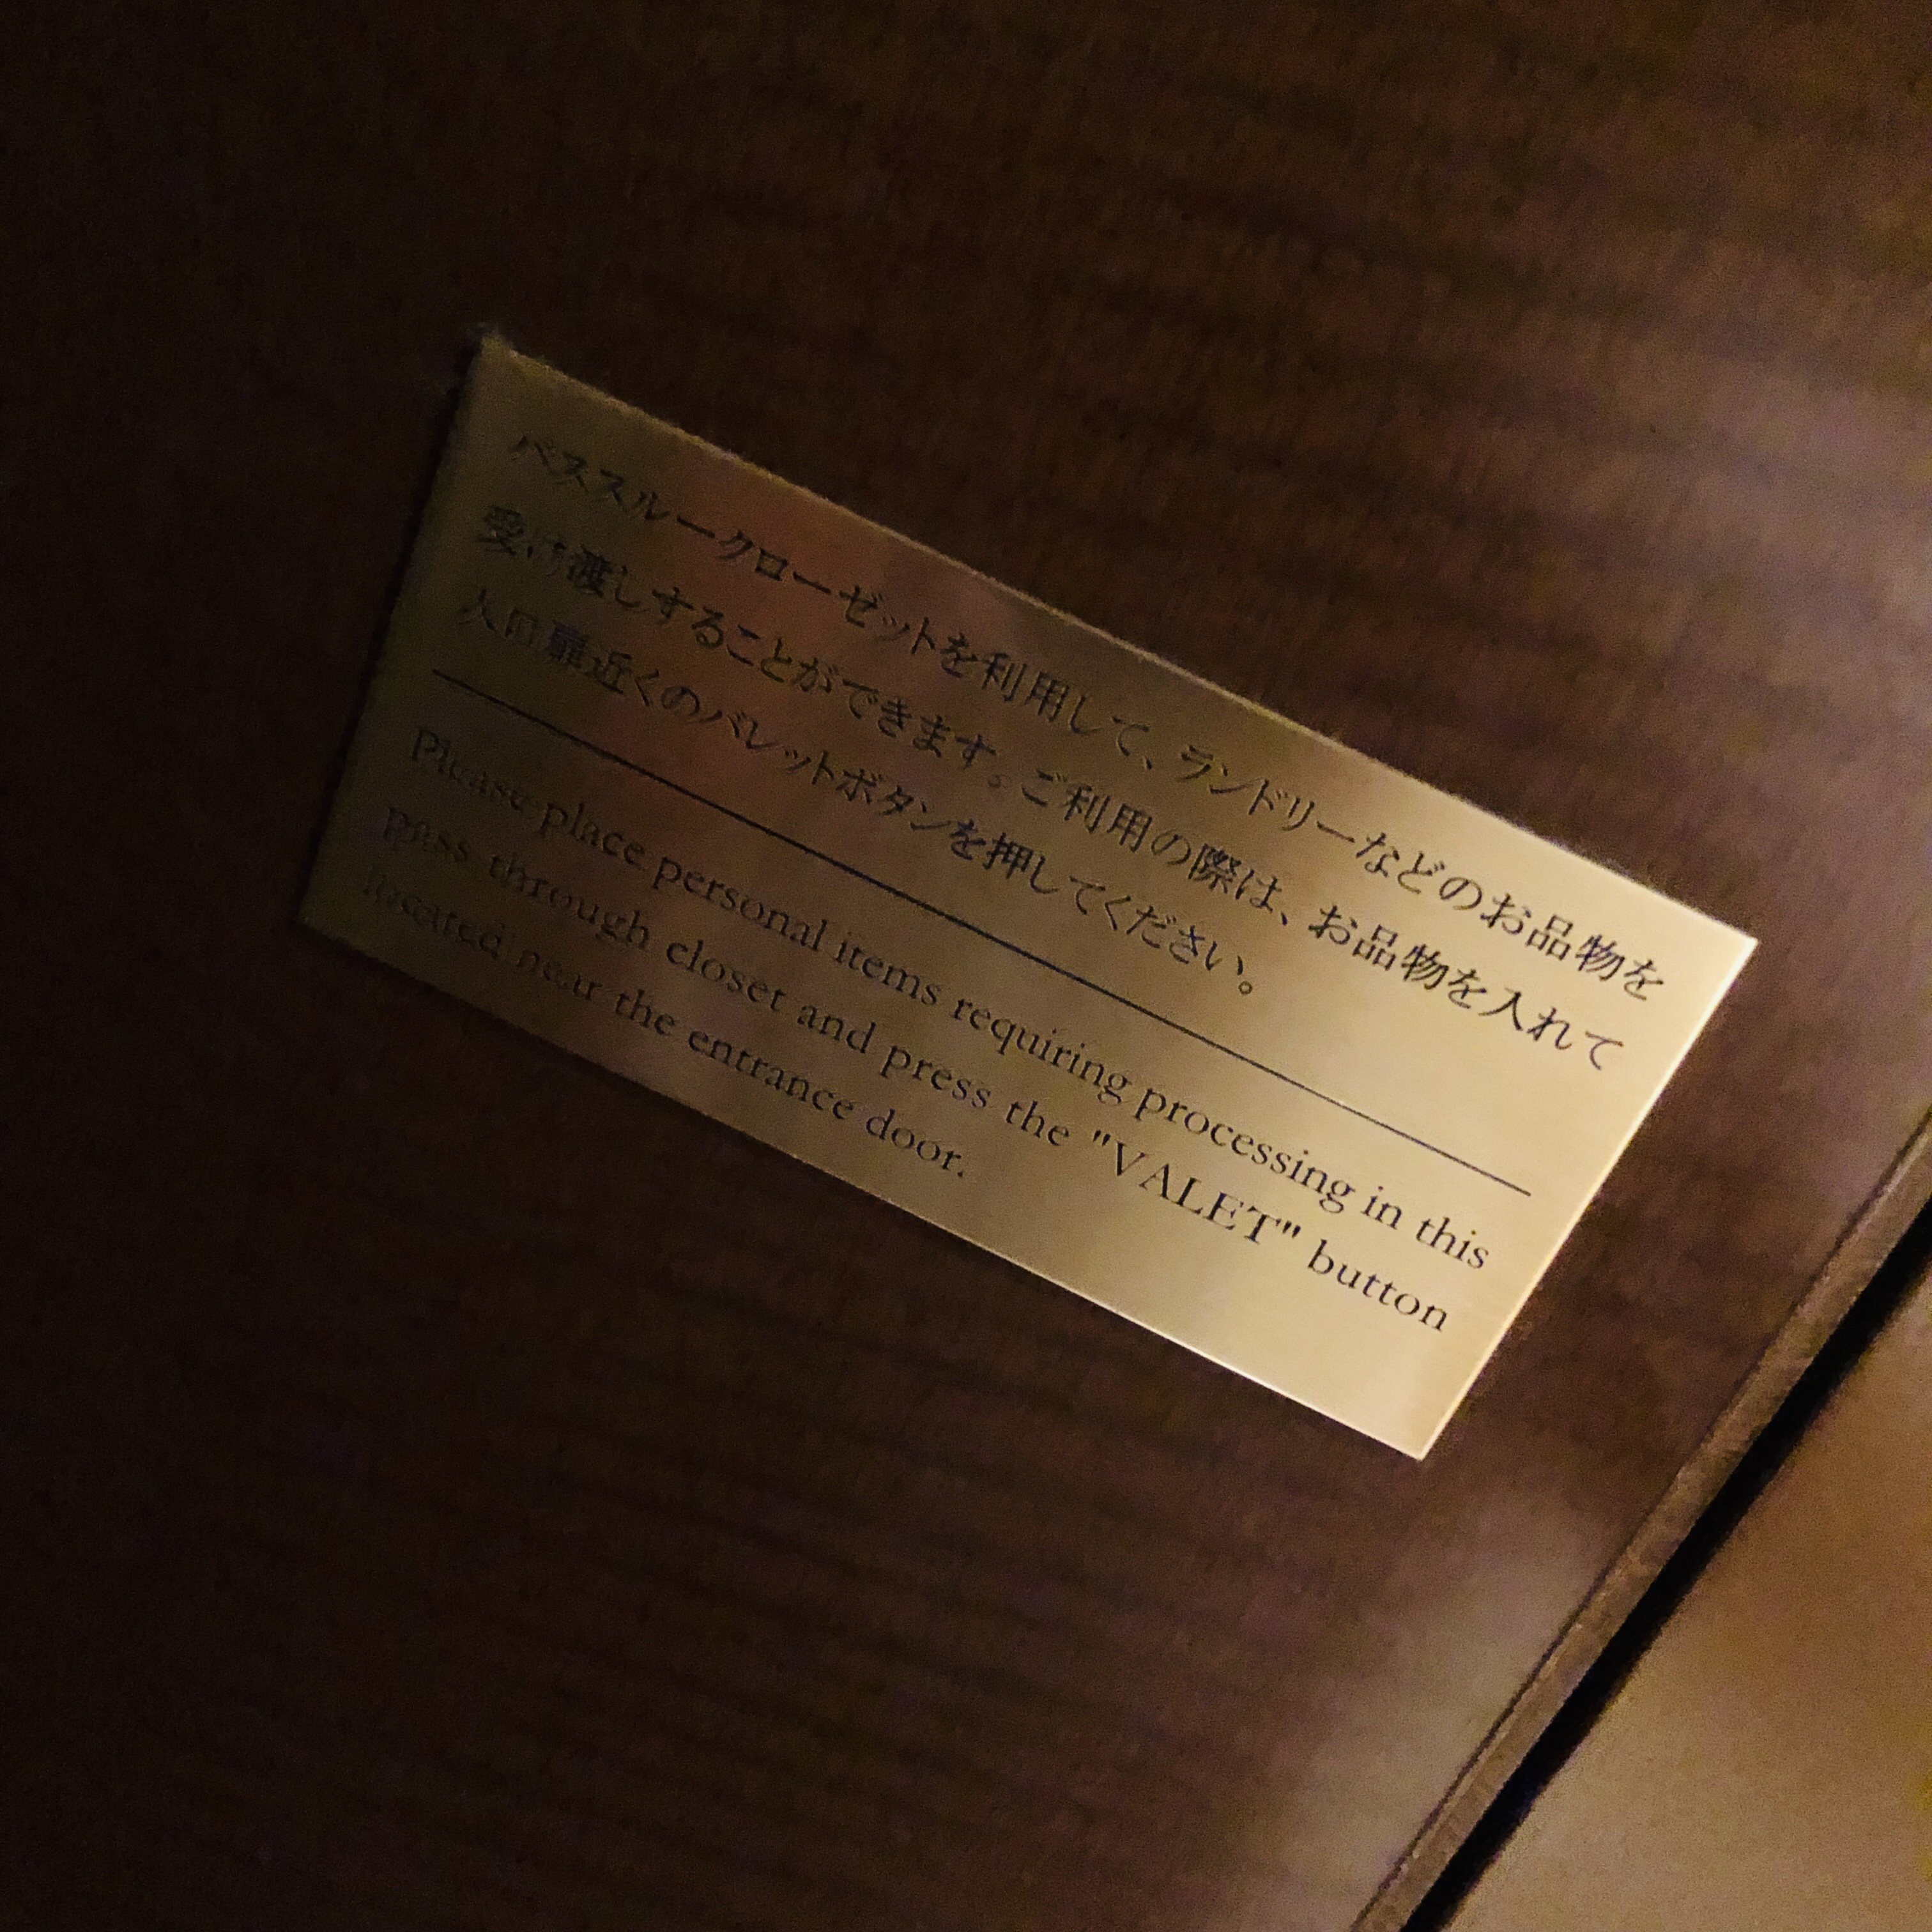 パススルークローゼットを利用して、ランドリーなどのお品物を
受け渡しすることができます。ご利用の際は、お品物を入れて
入口扉近くのバレットボタンを押してください。
Please place personal items requiring processing in this
pass through closet and press the "VALET" button
located near the entrance door.